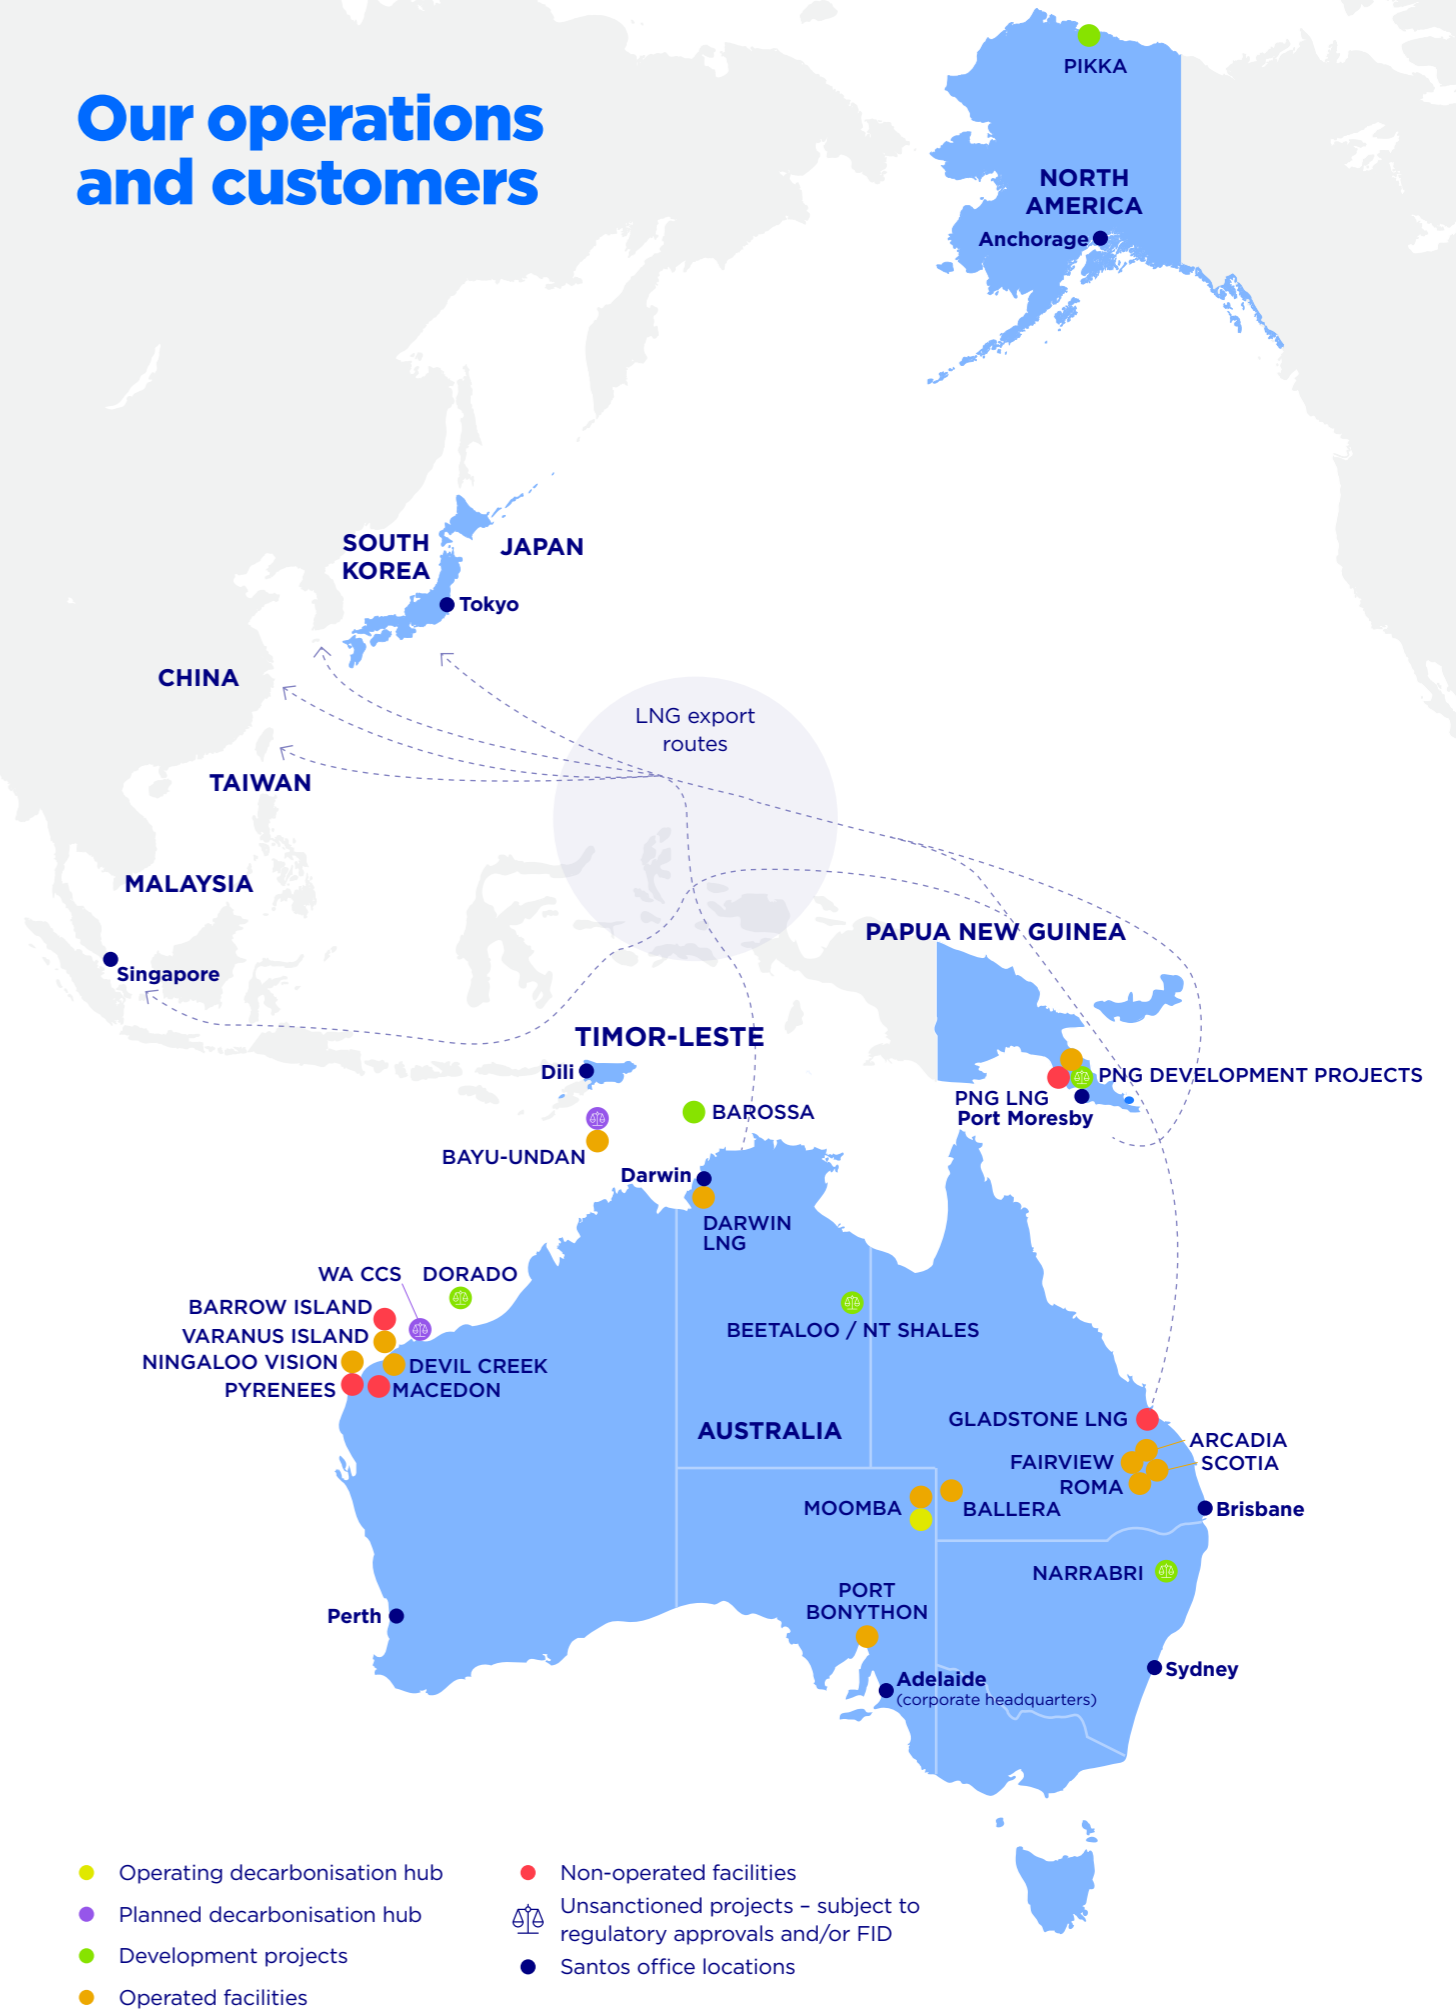 Our operations
and customers
PIKKA
NORTH
AMERICA
Anchorage
SOUTH
KOREA
JAPAN
Tokyo
CHINA
LNG export
routes
TAIWAN
MALAYSIA
Singapore
PAPUA NEW GUINEA
TIMOR-LESTE
Dili
PNG DEVELOPMENT PROJECTS
PNG LNG
Port Moresby
BAROSSA
BAYU-UNDAN
Darwin
DARWIN
LNG
WA CCS
DORADO
BARROW ISLAND
VARANUS ISLAND
NINGALOO VISION
DEVIL CREEK
PYRENEES
MACEDON
BEETALOO / NT SHALES
AUSTRALIA
GLADSTONE LNG
ARCADIA
FAIRVIEW
SCOTIA
ROMA
MOOMBA
BALLERA
Brisbane
NARRABRI
PORT
BONYTHON
Perth
Sydney
Adelaide
(corporate headquarters)
Operating decarbonisation hub
Planned decarbonisation hub
Development projects
Operated facilities
Non-operated facilities
Unsanctioned projects – subject to
regulatory approvals and/or FID
Santos office locations